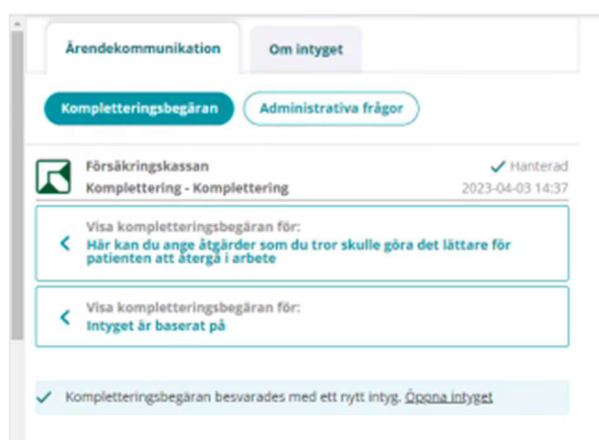 Ärendekommunikation Om intyget
Kompletteringsbegäran Administrativa frågor
Försäkringskassan Hanterad
Komplettering - Komplettering 2023-04-03 14:37
Visa kompletteringsbegäran för:
Här kan du ange åtgärder som du tror skulle göra det lättare för
patienten att återgå i arbete
Visa kompletteringsbegäran för:
Intyget är baserat på
Kompletteringsbegäran besvarades med ett nytt intyg. Öppna intyget